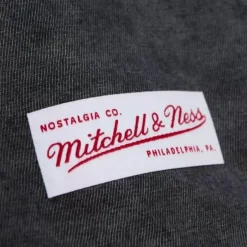 NOSTALGIA CO.
Mitchell & Ness
PHILADELPHIA, PA.